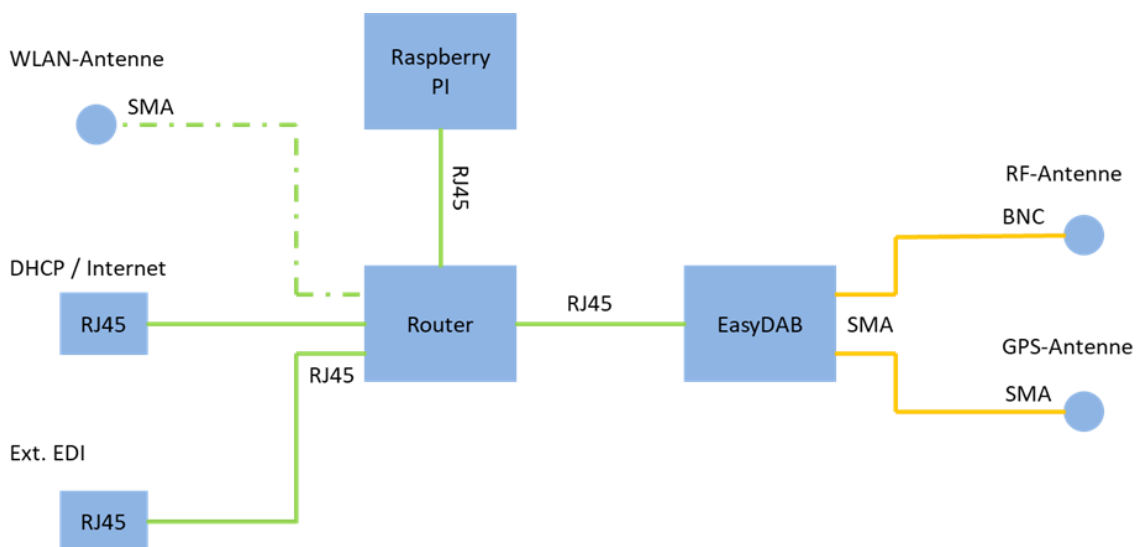 WLAN-Antenne
SMA
Raspberry
PI
RJ45
RF-Antenne
BNC
DHCP / Internet
RJ45
Router
RJ45
EasyDAB
SMA
GPS-Antenne
RJ45
SMA
Ext. EDI
RJ45